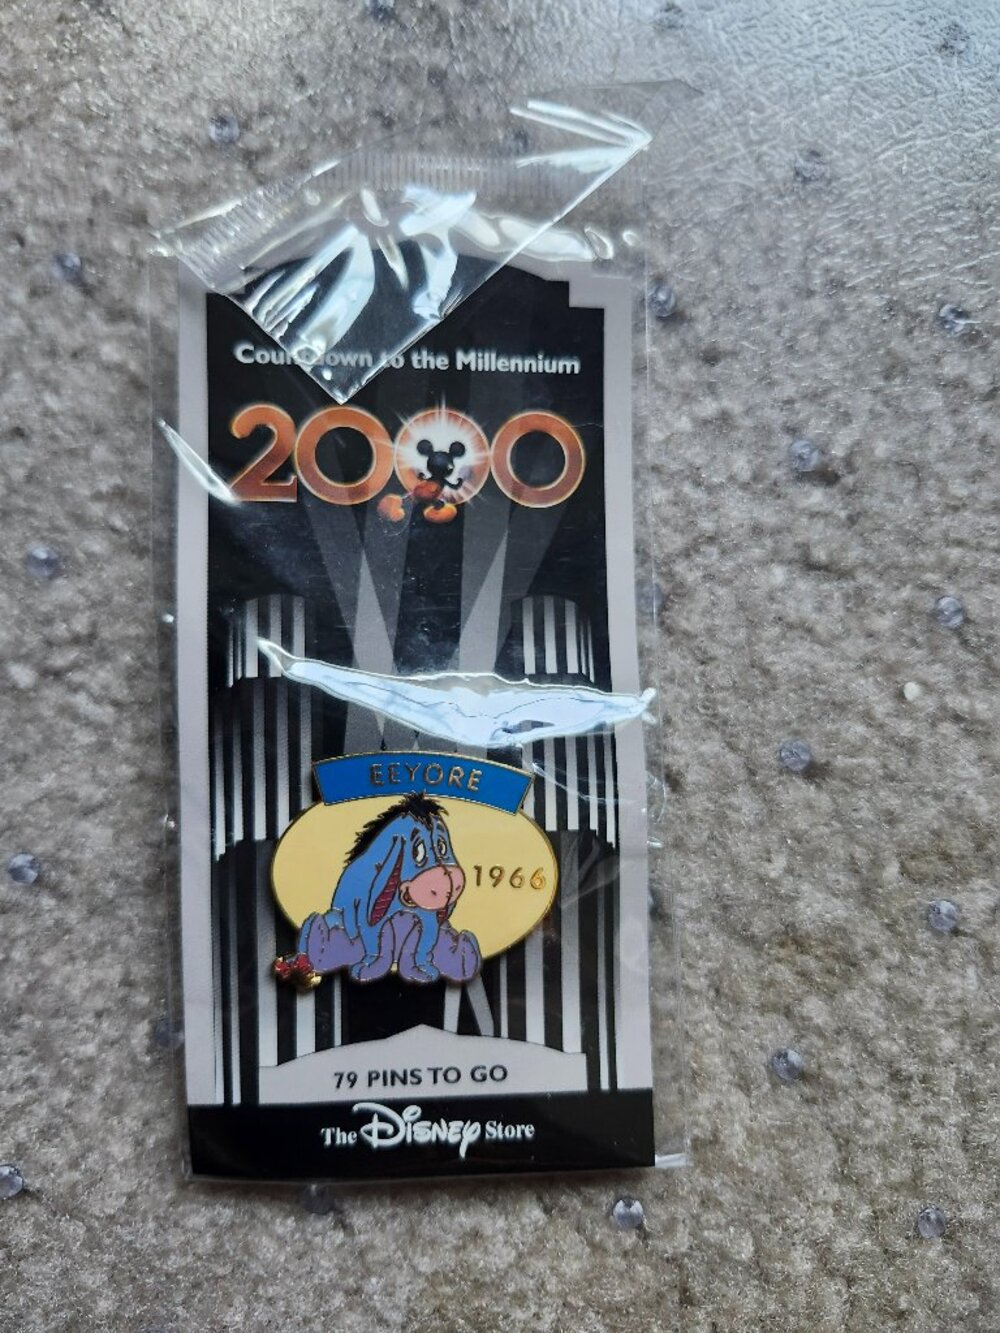 Countdown to the Millennium
2000
EEYORE
1966
79 PINS TO GO
The Disney Store